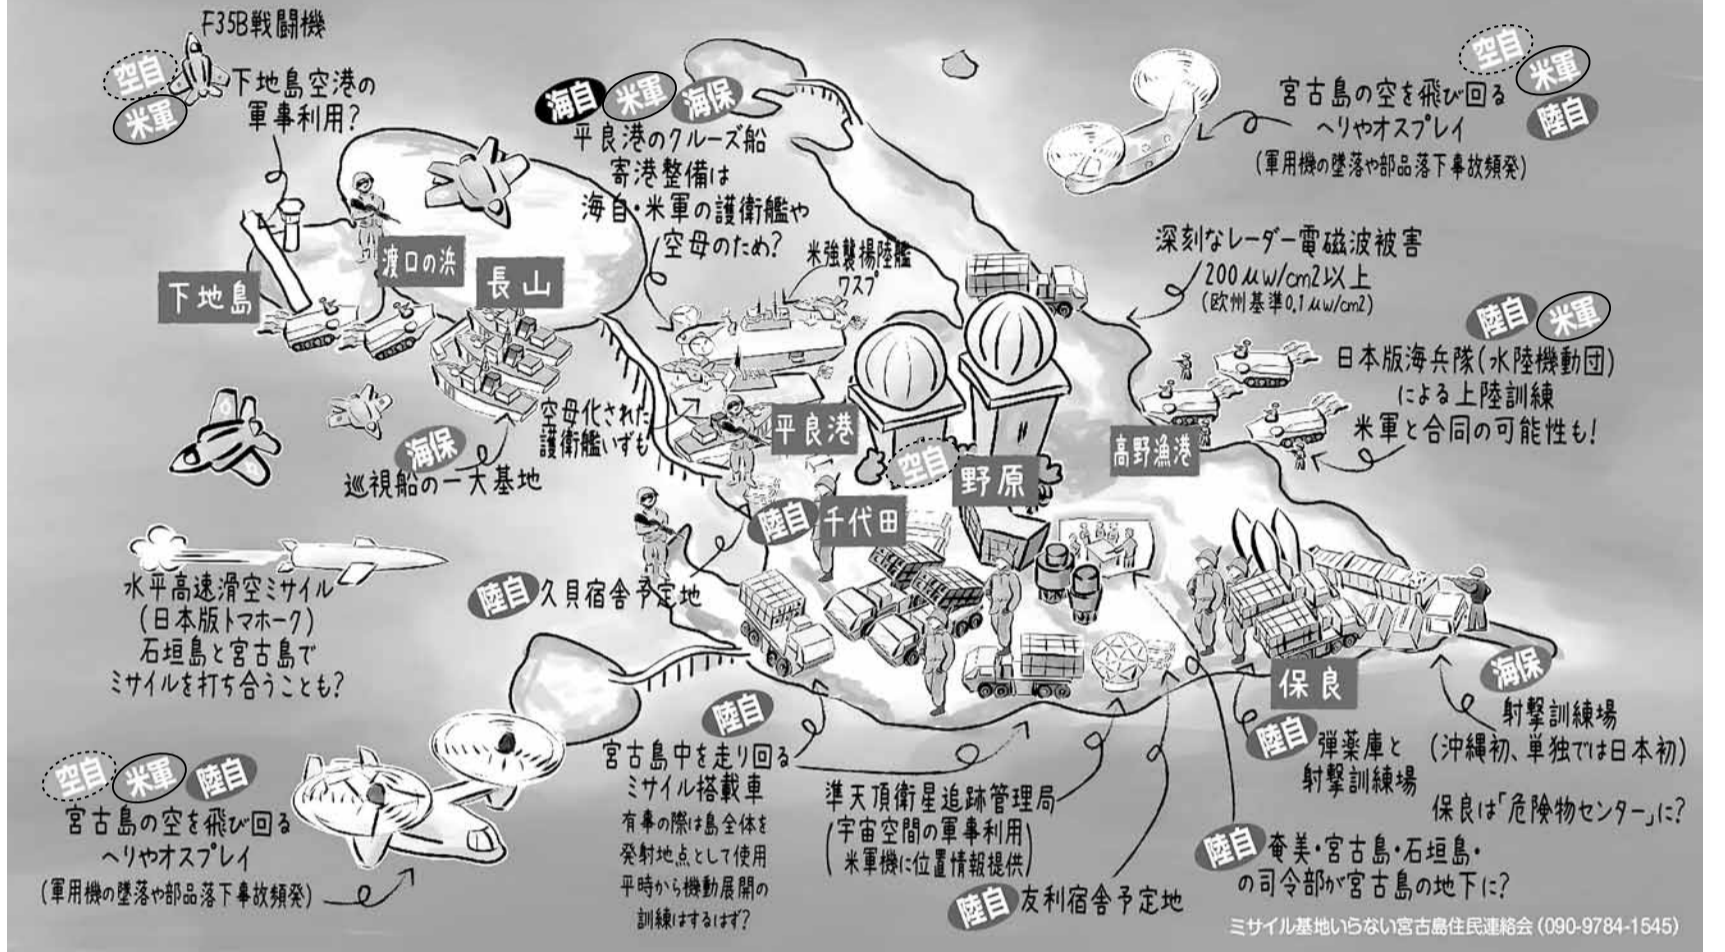 F35B戦闘機
空自
米軍
下地島空港の
軍事利用?
海自
米軍
海保
平良港のクルーズ船
寄港整備は
海自・米軍の護衛艦や
空母のため?
米強襲揚陸艦
ワスプ
空自
米軍
陸自
宮古島の空を飛び回る
ヘリやオスプレイ
(軍用機の墜落や部品落下事故頻発)
深刻なレーダー電磁波被害
200μw/cm2以上
(欧州基準0.1μw/cm2)
陸自
米軍
日本版海兵隊(水陸機動団)
による上陸訓練
米軍と合同の可能性も!
下地島
渡口の浜
長山
海保
巡視船の一大基地
空母化された
護衛艦いずも
平良港
空自
野原
高野漁港
陸自
千代田
陸自
久貝宿舎予定地
水平高速滑空ミサイル
(日本版トマホーク)
石垣島と宮古島で
ミサイルを打ち合うことも?
空自
米軍
陸自
宮古島の空を飛び回る
ヘリやオスプレイ
(軍用機の墜落や部品落下事故頻発)
陸自
宮古島中を走り回る
ミサイル搭載車
有事の際は島全体を
発射地点として使用
平時から機動展開の
訓練はするはず?
準天頂衛星追跡管理局
(宇宙空間の軍事利用)
(米軍機に位置情報提供)
陸自
友利宿舎予定地
保良
陸自
弾薬庫と
射撃訓練場
海保
射撃訓練場
(沖縄初、単独では日本初)
保良は「危険物センター」に?
陸自
奄美・宮古島・石垣島・
の司令部が宮古島の地下に?
ミサイル基地いらない宮古島住民連絡会(090-9784-1545)